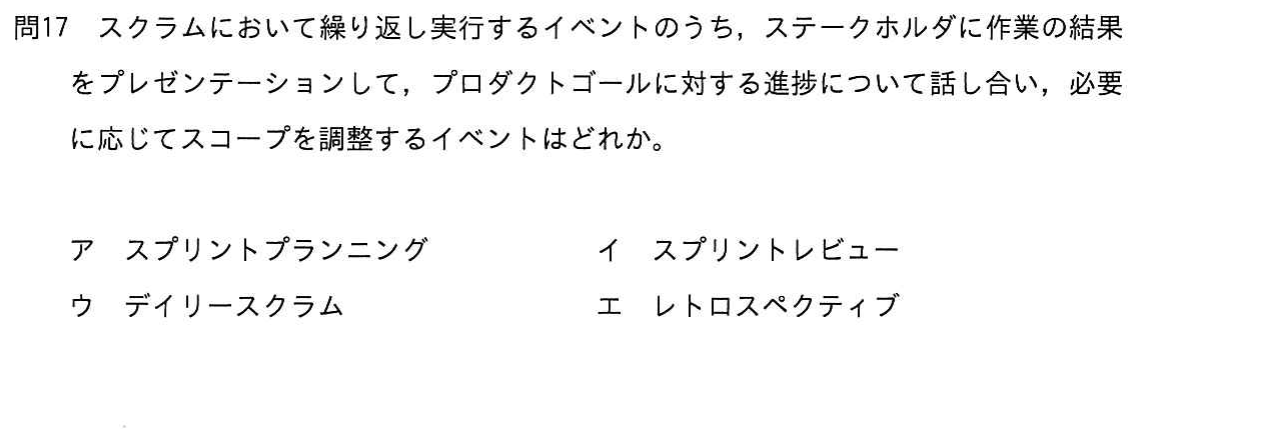 問17 スクラムにおいて繰り返し実行するイベントのうち，ステークホルダに作業の結果
をプレゼンテーションして，プロダクトゴールに対する進捗について話し合い，必要
に応じてスコープを調整するイベントはどれか。
ア スプリントプランニング イ スプリントレビュー
ウ デイリースクラム エ レトロスペクティブ